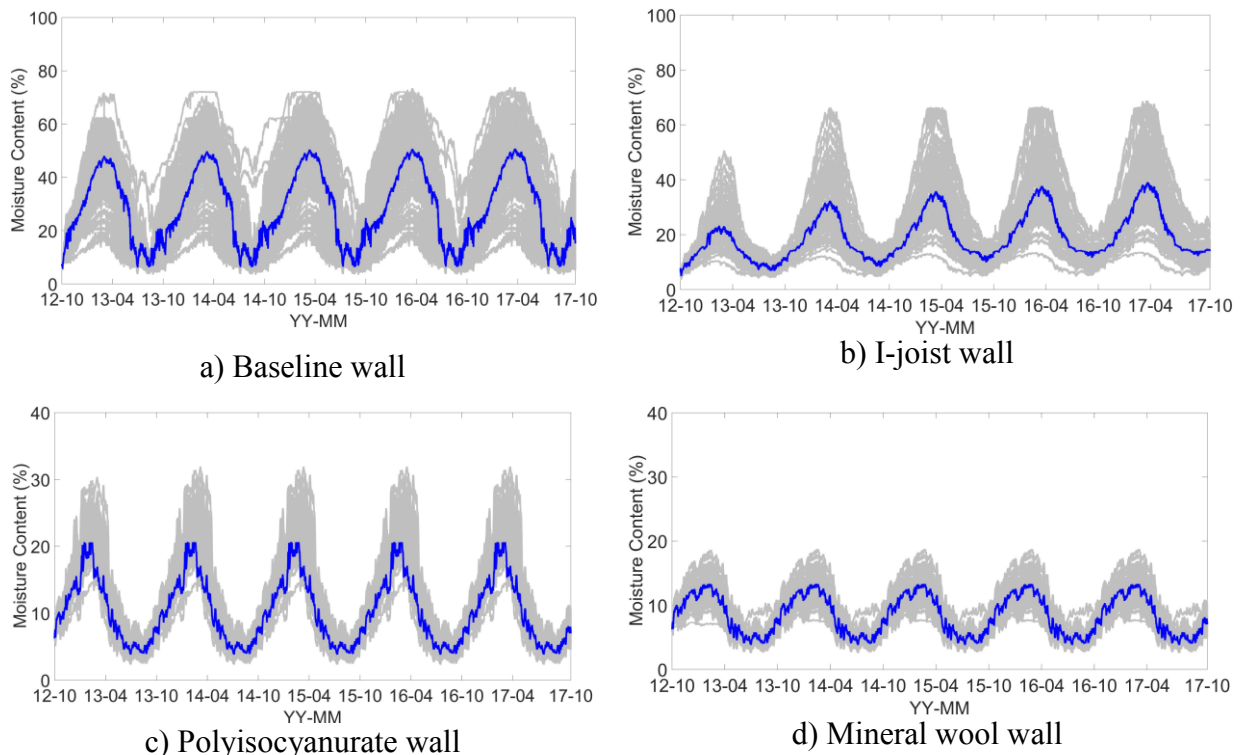 100
80
60
40
20
0
Moisture Content (%)
12-10 13-04 13-10 14-04 14-10 15-04 15-10 16-04 16-10 17-04 17-10
YY-MM
a) Baseline wall
100
80
60
40
20
0
Moisture Content (%)
12-10 13-04 13-10 14-04 14-10 15-04 15-10 16-04 16-10 17-04 17-10
YY-MM
b) I-joist wall
40
30
20
10
0
Moisture Content (%)
12-10 13-04 13-10 14-04 14-10 15-04 15-10 16-04 16-10 17-04 17-10
YY-MM
c) Polyisocyanurate wall
40
30
20
10
0
Moisture Content (%)
12-10 13-04 13-10 14-04 14-10 15-04 15-10 16-04 16-10 17-04 17-10
YY-MM
d) Mineral wool wall